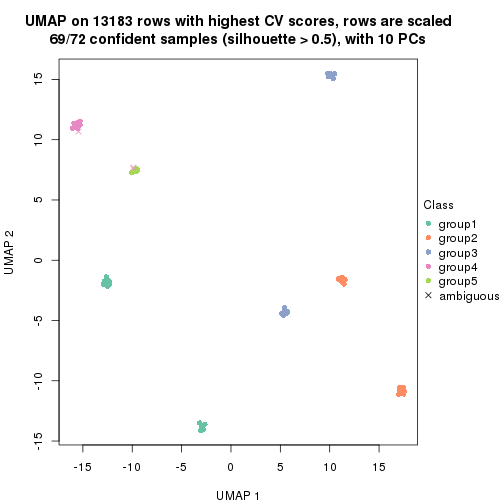 UMAP on 13183 rows with highest CV scores, rows are scaled
69/72 confident samples (silhouette > 0.5), with 10 PCs
15
10
5
0
-5
-10
-15
UMAP 2
-15 -10 -5 0 5 10 15
UMAP 1
Class
group1
group2
group3
group4
group5
ambiguous